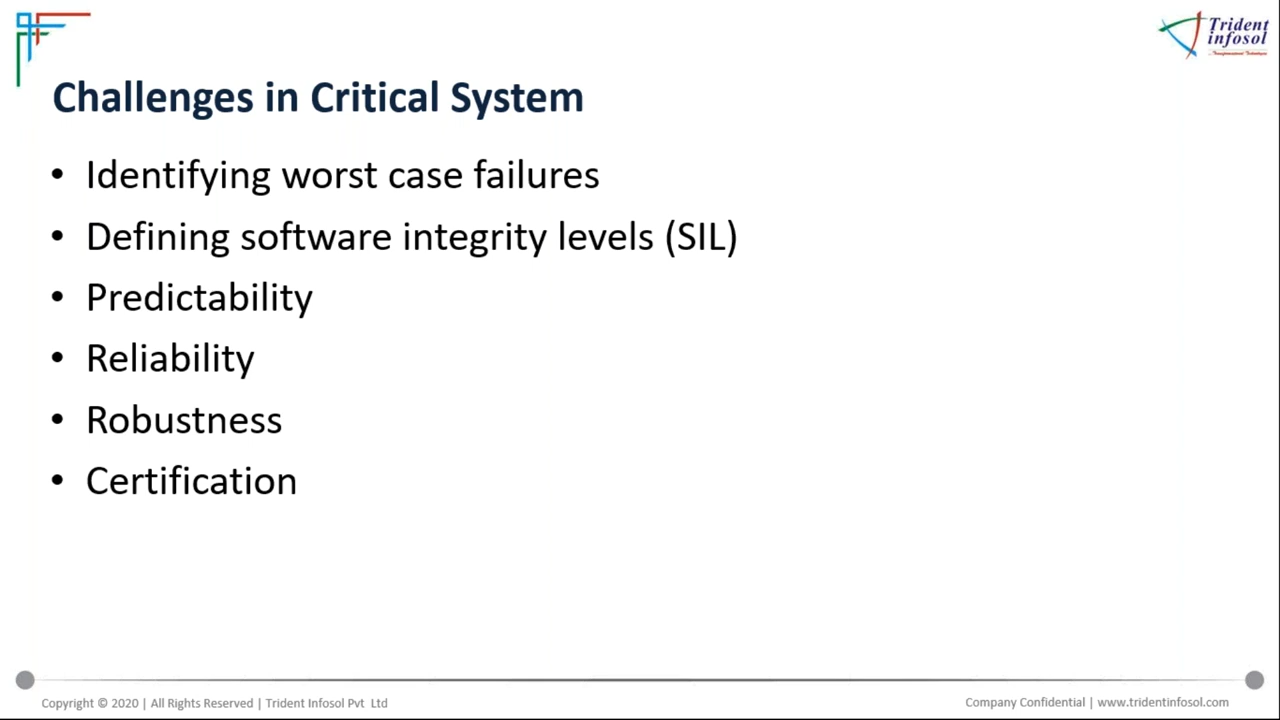 Trident
infosol
Challenges in Critical System
• Identifying worst case failures
• Defining software integrity levels (SIL)
• Predictability
• Reliability
• Robustness
• Certification
Copyright © 2020 | All Rights Reserved | Trident Infosol Pvt Ltd
Company Confidential | www.tridentinfosol.com